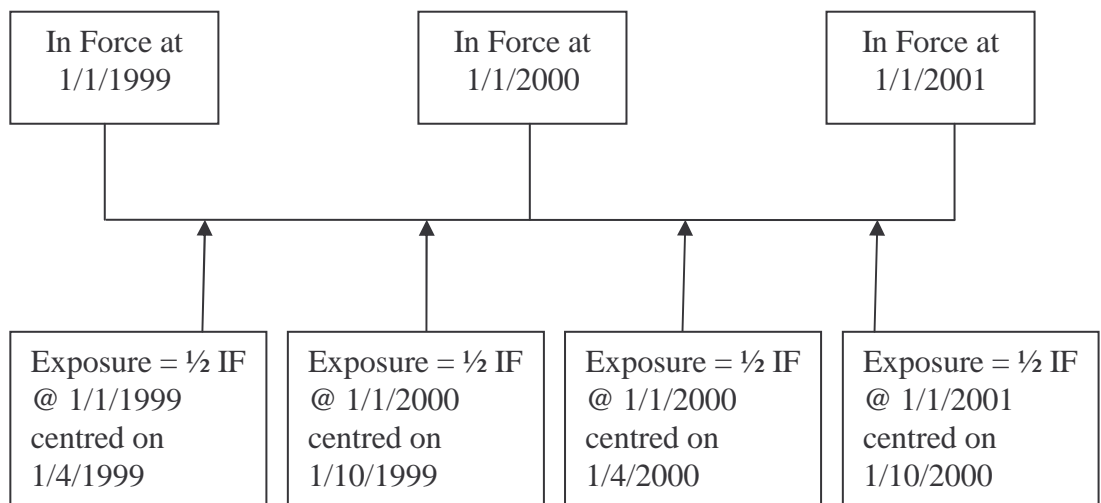 In Force at
1/1/1999
In Force at
1/1/2000
In Force at
1/1/2001
Exposure = ½ IF
@ 1/1/1999
centred on
1/4/1999
Exposure = ½ IF
@ 1/1/2000
centred on
1/10/1999
Exposure = ½ IF
@ 1/1/2000
centred on
1/4/2000
Exposure = ½ IF
@ 1/1/2001
centred on
1/10/2000